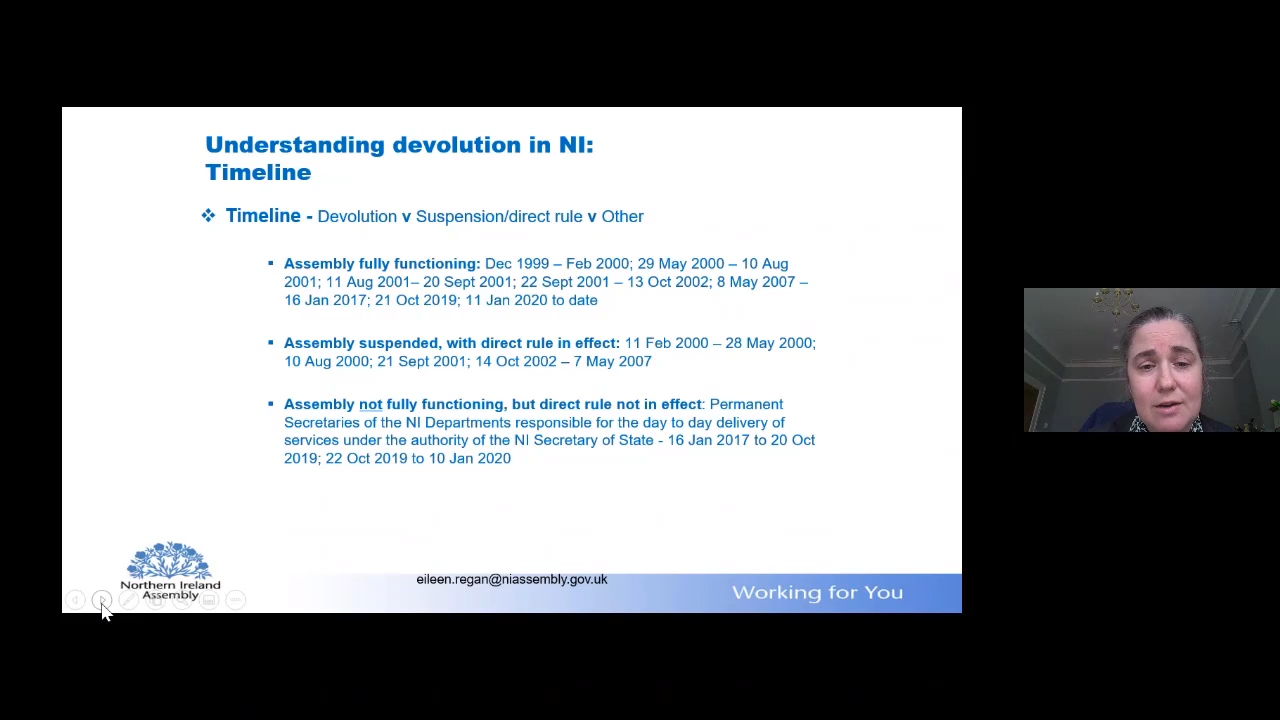 Understanding devolution in NI:
Timeline
Timeline - Devolution v Suspension/direct rule v Other
Assembly fully functioning: Dec 1999 – Feb 2000; 29 May 2000 – 10 Aug
2001; 11 Aug 2001– 20 Sept 2001; 22 Sept 2001 – 13 Oct 2002; 8 May 2007 –
16 Jan 2017; 21 Oct 2019; 11 Jan 2020 to date
Assembly suspended, with direct rule in effect: 11 Feb 2000 – 28 May 2000;
10 Aug 2000; 21 Sept 2001; 14 Oct 2002 – 7 May 2007
Assembly not fully functioning, but direct rule not in effect: Permanent
Secretaries of the NI Departments responsible for the day to day delivery of
services under the authority of the NI Secretary of State - 16 Jan 2017 to 20 Oct
2019; 22 Oct 2019 to 10 Jan 2020
Northern Ireland
Assembly
eileen.regan@niassembly.gov.uk
Working for You